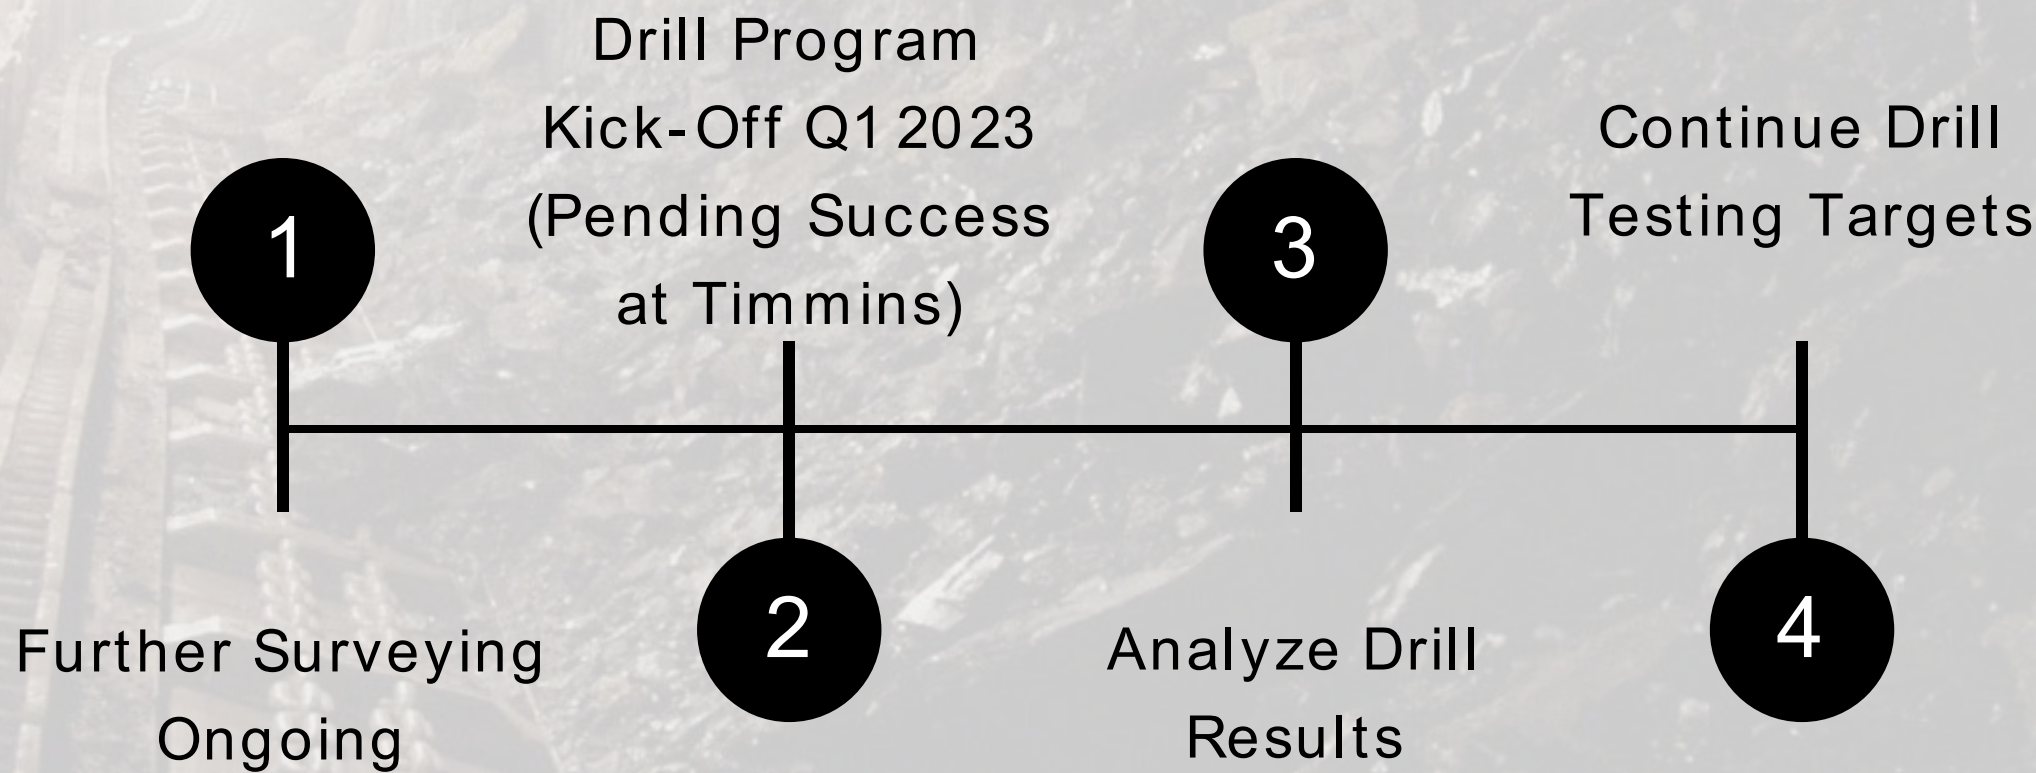 1
Further Surveying
Ongoing
Drill Program
Kick-Off Q1 2023
(Pending Success
at Timmins)
2
3
Analyze Drill
Results
Continue Drill
Testing Targets
4